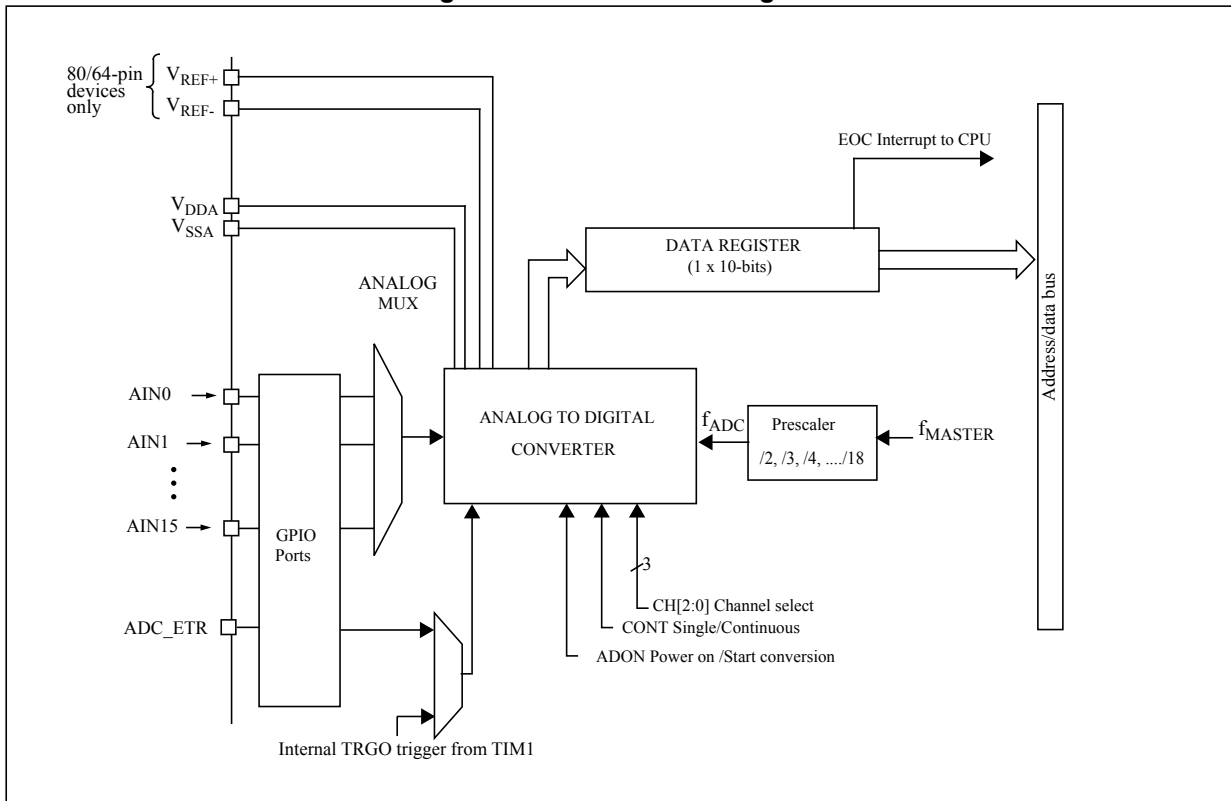 80/64-pin
devices
only
VREF+
VREF-
VDDA
VSSA
EOC Interrupt to CPU
DATA REGISTER
(1 x 10-bits)
ANALOG
MUX
Address/data bus
AIN0
AIN1
AIN15
ANALOG TO DIGITAL
CONVERTER
fADC
Prescaler
/2, /3, /4, ..../18
fMASTER
GPIO
Ports
3
CH[2:0] Channel select
CONT Single/Continuous
ADON Power on /Start conversion
ADC_ETR
Internal TRGO trigger from TIM1